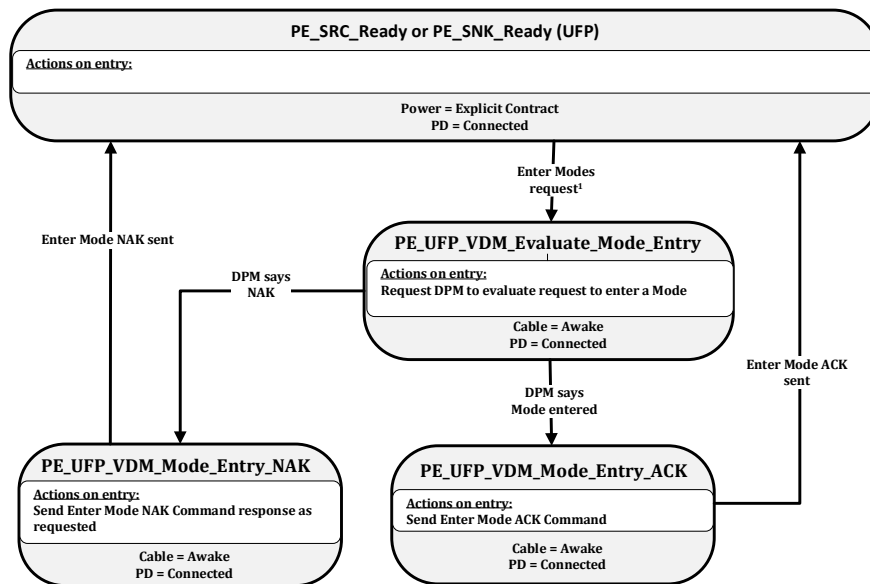 PE_SRC_Ready or PE_SNK_Ready (UFP)
Actions on entry:
Power = Explicit Contract
PD = Connected
Enter Modes
request¹
Enter Mode NAK sent
PE_UFP_VDM_Evaluate_Mode_Entry
Actions on entry:
Request DPM to evaluate request to enter a Mode
Cable = Awake
PD = Connected
DPM says
NAK
Enter Mode ACK
sent
DPM says
Mode entered
PE_UFP_VDM_Mode_Entry_NAK
Actions on entry:
Send Enter Mode NAK Command response as
requested
Cable = Awake
PD = Connected
PE_UFP_VDM_Mode_Entry_ACK
Actions on entry:
Send Enter Mode ACK Command
Cable = Awake
PD = Connected